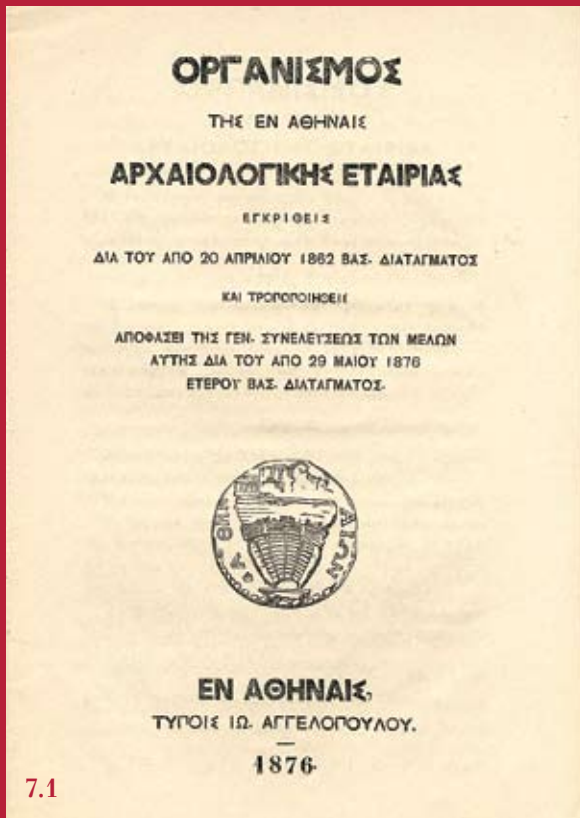 ΟΡΓΑΝΙΣΜΟΣ
ΤΗΣ ΕΝ ΑΘΗΝΑΙΣ
ΑΡΧΑΙΟΛΟΓΙΚΗΣ ΕΤΑΙΡΙΑΣ
ΕΓΚΡΙΘΕΙΣ
ΔΙΑ ΤΟΥ ΑΠΟ 20 ΑΠΡΙΛΙΟΥ 1862 ΒΑΣ. ΔΙΑΤΑΓΜΑΤΟΣ
ΚΑΙ ΤΡΟΠΟΠΟΙΗΘΕΙΣ
ΑΠΟΦΑΣΕΙ ΤΗΣ ΓΕΝ. ΣΥΝΕΛΕΥΣΕΩΣ ΤΩΝ ΜΕΛΩΝ
ΑΥΤΗΣ ΔΙΑ ΤΟΥ ΑΠΟ 29 ΜΑΙΟΥ 1876
ΕΤΕΡΟΥ ΒΑΣ. ΔΙΑΤΑΓΜΑΤΟΣ.
ΑΘΗΝΑΙΩΝ
ΕΝ ΑΘΗΝΑΙΣ,
ΤΥΠΟΙΣ ΙΩ. ΑΓΓΕΛΟΠΟΥΛΟΥ.
1876.
7.1